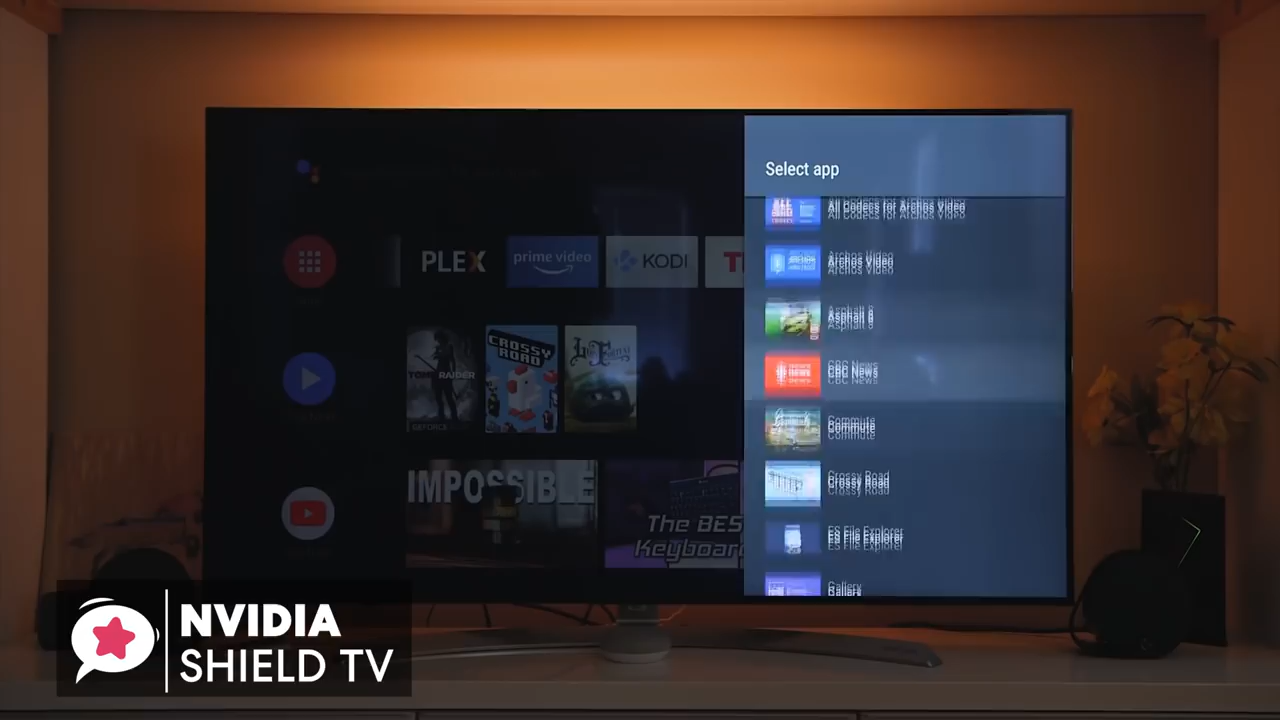 Select app
All Codecs for Archos Video
Archos Video
Asphalt 8
CBC News
Commute
Crossy Road
ES File Explorer
Gallery
PLEX
prime video
KODI
TOMB RAIDER
GEFORCE
CROSSY
ROAD
IMPOSSIBLE
The BES
Keyboar
NVIDIA
SHIELD TV